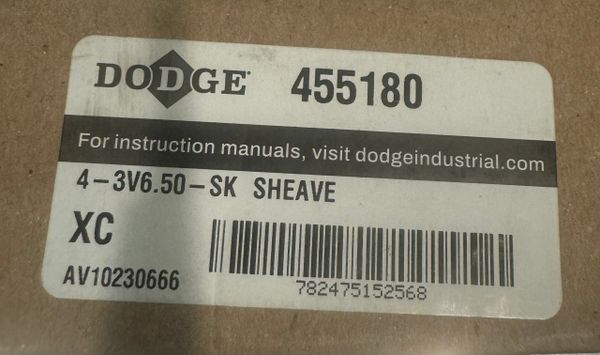 DODGE 455180
For instruction manuals, visit dodgeindustrial.com
4-3V6.50-SK SHEAVE
XC
AV10230666
782475152568